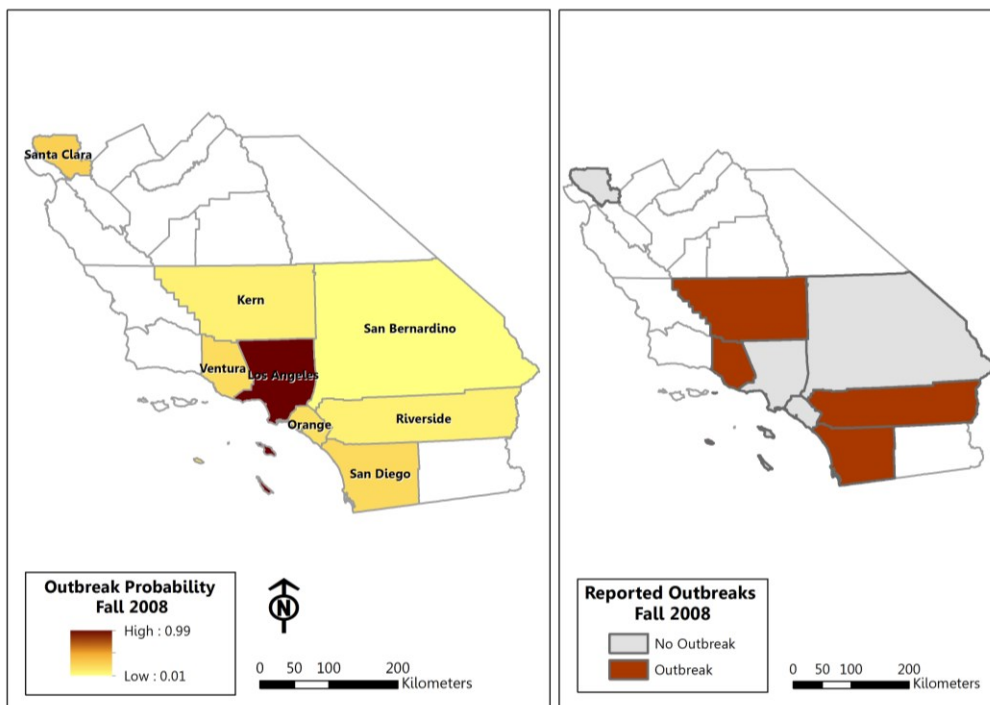 Santa Clara
Kern
San Bernardino
Ventura
Los Angeles
Orange
Riverside
San Diego
Outbreak Probability
Fall 2008
High : 0.99
Low : 0.01
N
0 50 100 200
Kilometers
Reported Outbreaks
Fall 2008
No Outbreak
Outbreak
0 50 100 200
Kilometers